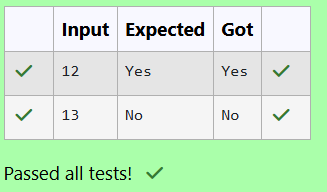 Input Expected Got
12 Yes Yes
13 No No
Passed all tests!